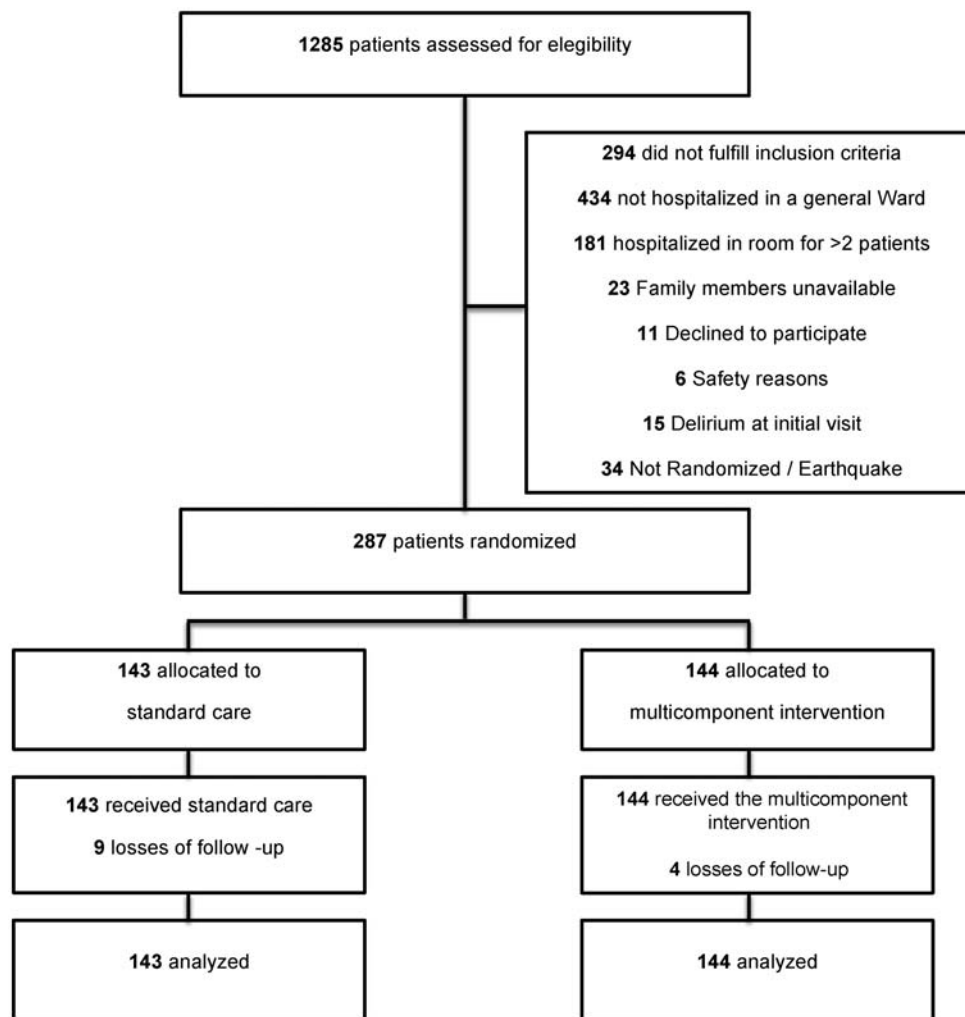 1285 patients assessed for elegibility
294 did not fulfill inclusion criteria
434 not hospitalized in a general Ward
181 hospitalized in room for >2 patients
23 Family members unavailable
11 Declined to participate
6 Safety reasons
15 Delirium at initial visit
34 Not Randomized / Earthquake
287 patients randomized
143 allocated to
standard care
144 allocated to
multicomponent intervention
143 received standard care
9 losses of follow -up
144 received the multicomponent
intervention
4 losses of follow-up
143 analyzed
144 analyzed